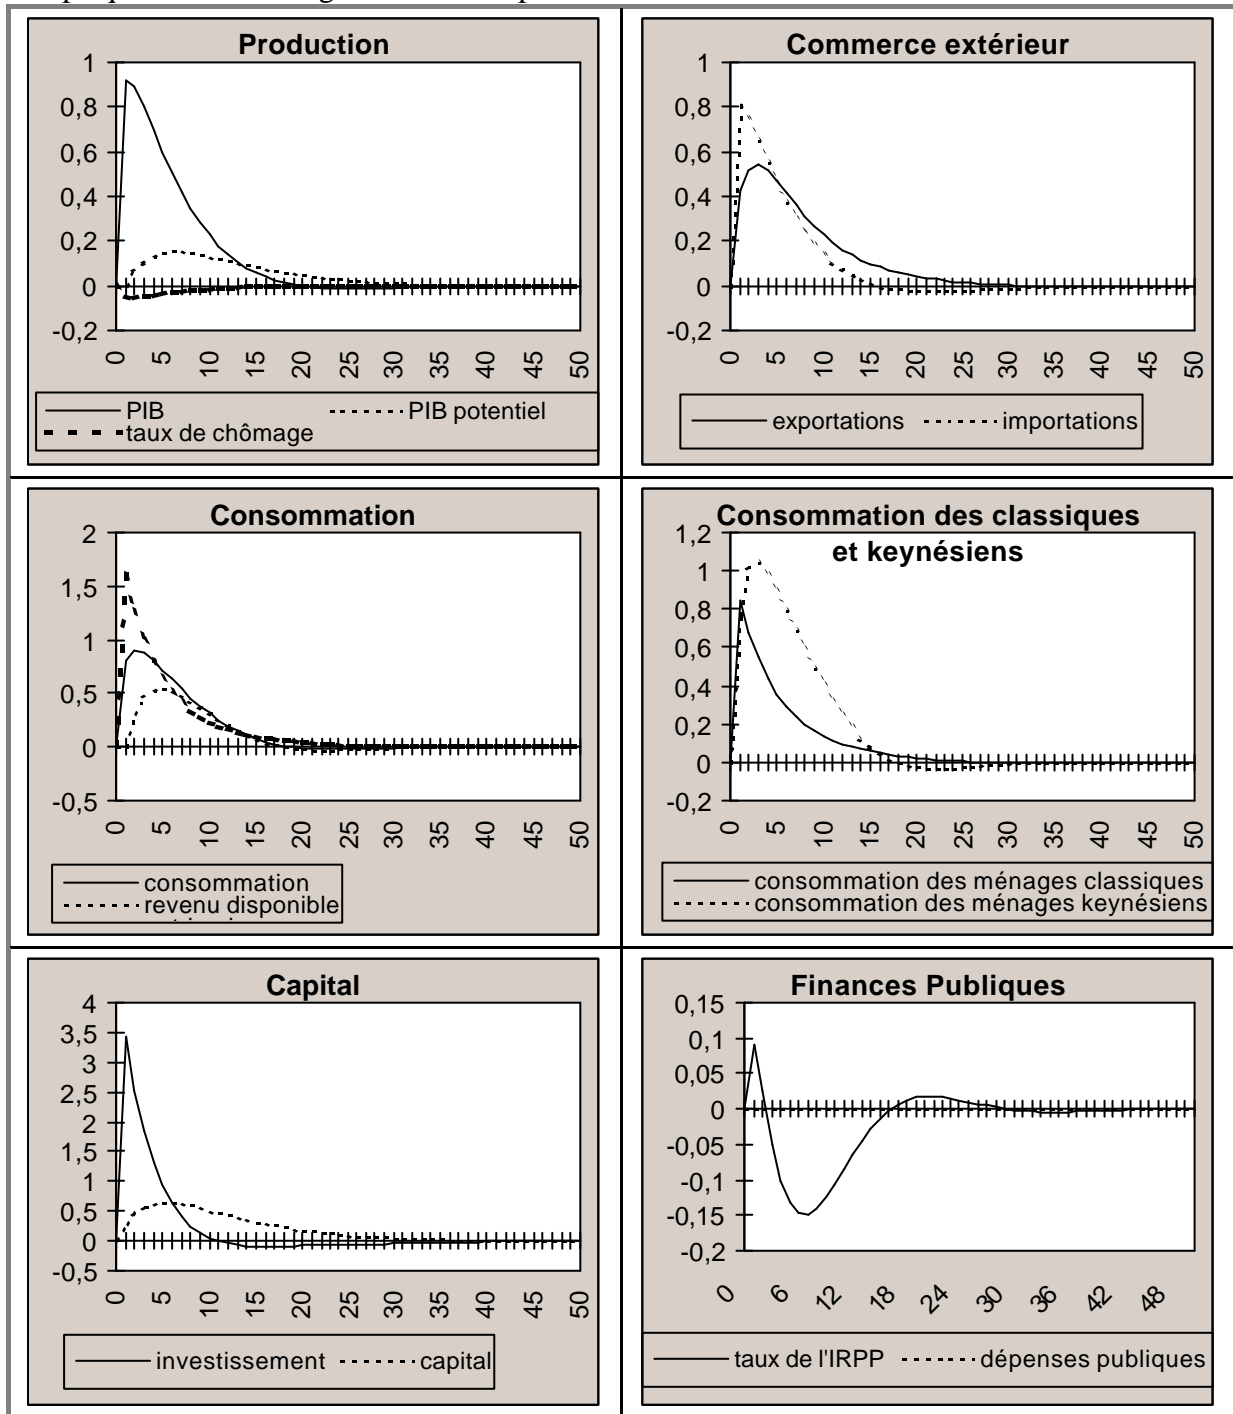 Production
1
0,8
0,6
0,4
0,2
0
-0,2
0 5 10 15 20 25 30 35 40 45 50
PIB PIB potentiel
taux de chômage
Commerce extérieur
1
0,8
0,6
0,4
0,2
0
-0,2
0 5 10 15 20 25 30 35 40 45 50
exportations importations
Consommation
2
1,5
1
0,5
0
-0,5
0 5 10 15 20 25 30 35 40 45 50
consommation
revenu disponible
Consommation des classiques
et keynésiens
1,2
1
0,8
0,6
0,4
0,2
0
-0,2
0 5 10 15 20 25 30 35 40 45 50
consommation des ménages classiques
consommation des ménages keynésiens
Capital
4
3,5
3
2,5
2
1,5
1
0,5
0
-0,5
0 5 10 15 20 25 30 35 40 45 50
investissement capital
Finances Publiques
0,15
0,1
0,05
0
-0,05
-0,1
-0,15
-0,2
0 6 12 18 24 30 36 42 48
taux de l'IRPP dépenses publiques